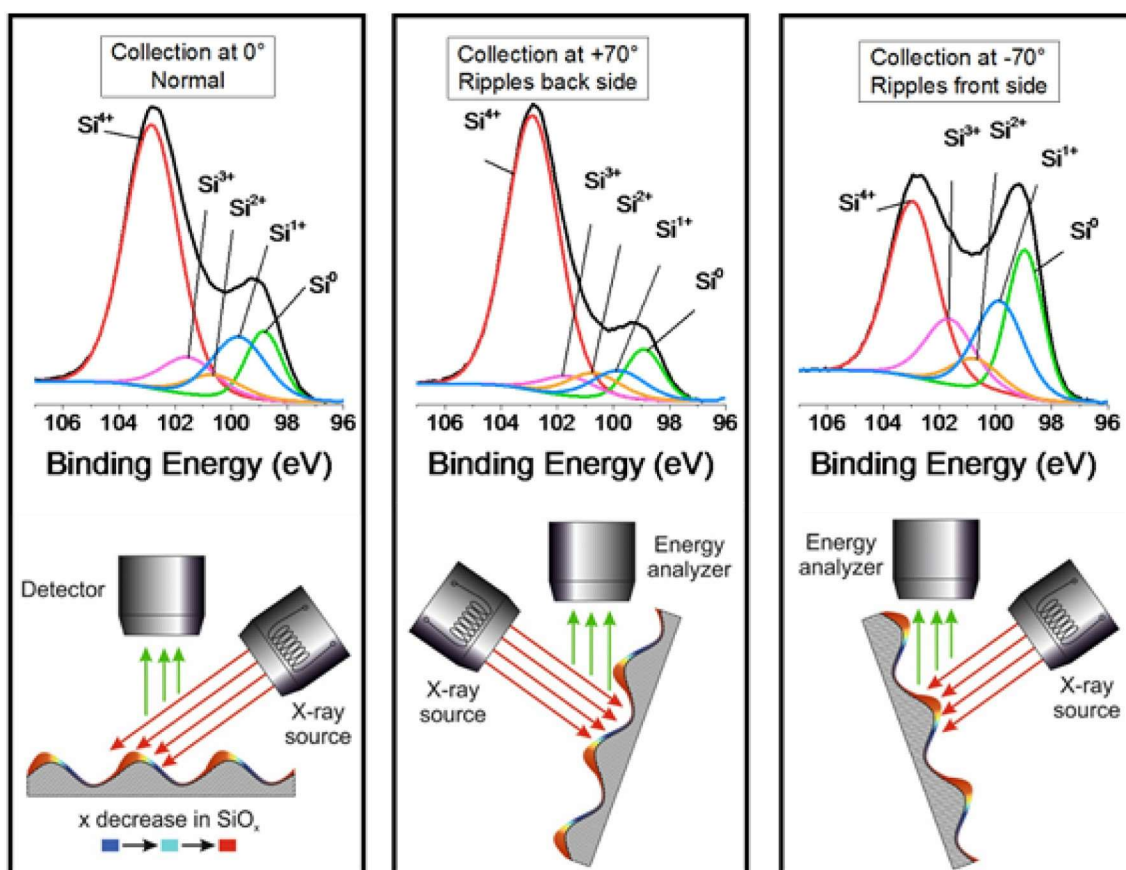 Collection at 0°
Normal
Si⁴⁺
Si³⁺
Si²⁺
Si¹⁺
Si⁰
106 104 102 100 98 96
Binding Energy (eV)
Detector
X-ray
source
x decrease in SiOₓ
Collection at +70°
Ripples back side
Si⁴⁺
Si³⁺
Si²⁺
Si¹⁺
Si⁰
106 104 102 100 98 96
Binding Energy (eV)
Energy
analyzer
X-ray
source
Collection at -70°
Ripples front side
Si²⁺
Si³⁺
Si¹⁺
Si⁴⁺
Si⁰
106 104 102 100 98 96
Binding Energy (eV)
Energy
analyzer
X-ray
source